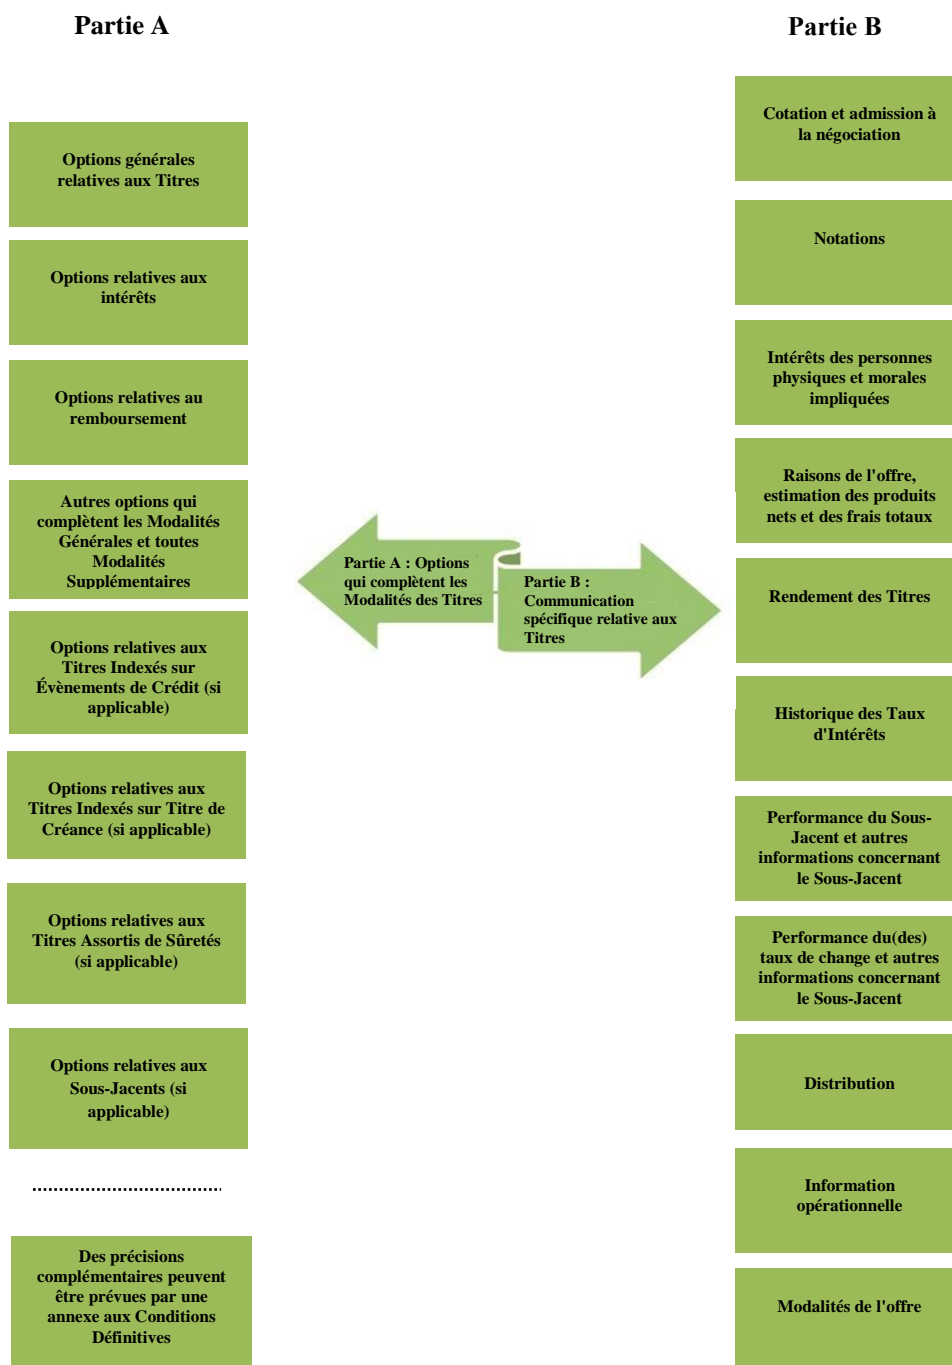 Partie A
Options générales
relatives aux Titres
Options relatives aux
intérêts
Options relatives au
remboursement
Autres options qui
complètent les Modalités
Générales et toutes
Modalités
Supplémentaires
Options relatives aux
Titres Indexés sur
Évènements de Crédit (si
applicable)
Options relatives aux
Titres Indexés sur Titre de
Créance (si applicable)
Options relatives aux
Titres Assortis de Sûretés
(si applicable)
Options relatives aux
Sous-Jacents (si
applicable)
Des précisions
complémentaires peuvent
être prévues par une
annexe aux Conditions
Définitives
Partie A : Options
qui complètent les
Modalités des Titres
Partie B :
Communication
spécifique relative aux
Titres
Partie B
Cotation et admission à
la négociation
Notations
Intérêts des personnes
physiques et morales
impliquées
Raisons de l'offre,
estimation des produits
nets et des frais totaux
Rendement des Titres
Historique des Taux
d'Intérêts
Performance du Sous-
Jacent et autres
informations concernant
le Sous-Jacent
Performance du(des)
taux de change et autres
informations concernant
le Sous-Jacent
Distribution
Information
opérationnelle
Modalités de l'offre